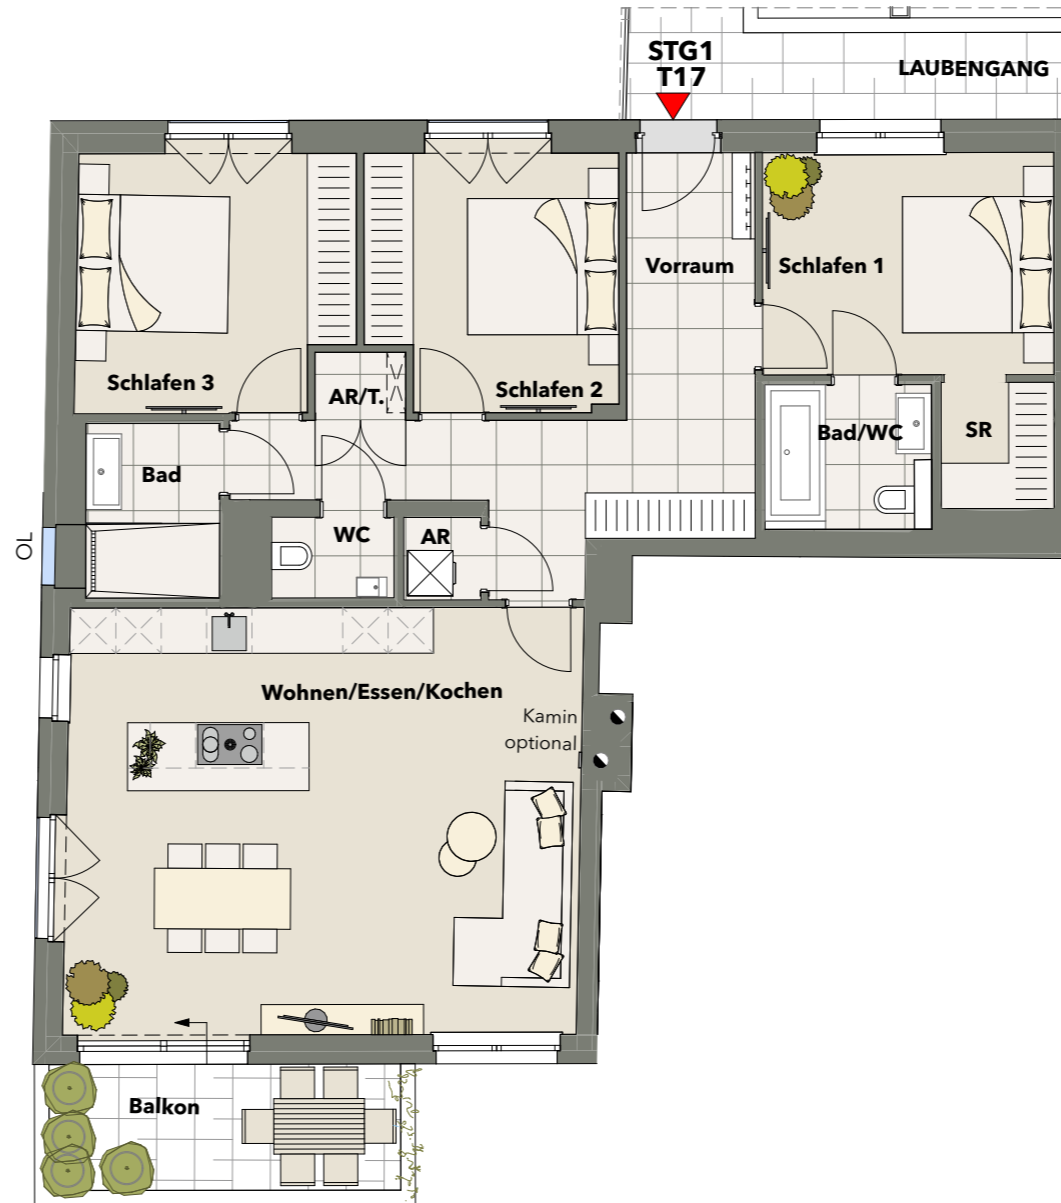 STG1
T17
LAUBENGANG
Vorraum
Schlafen 1
Schlafen 3
AR/T.
Schlafen 2
Bad/WC
SR
Bad
WC
AR
OL
Wohnen/Essen/Kochen
Kamin
optional
Balkon